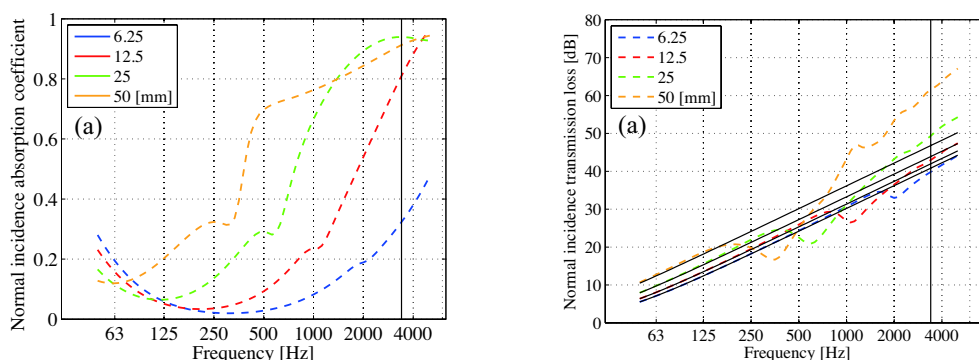 Normal incidence absorption coefficient
1
0.8
0.6
0.4
0.2
0
6.25
12.5
25
50 [mm]
(a)
63 125 250 500 1000 2000 4000
Frequency [Hz]
Normal incidence transmission loss [dB]
80
70
60
50
40
30
20
10
0
6.25
12.5
25
50 [mm]
(a)
63 125 250 500 1000 2000 4000
Frequency [Hz]